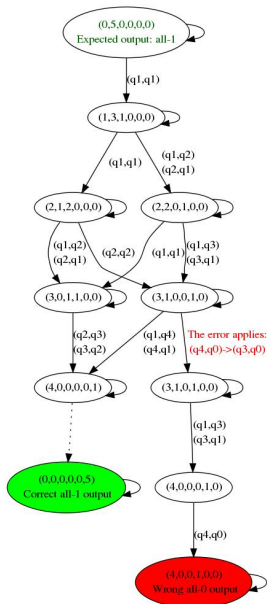 (0,5,0,0,0,0)
Expected output: all-1
(q1,q1)
(1,3,1,0,0,0)
(q1,q1)
(q1,q2)
(q2,q1)
(2,1,2,0,0,0)
(2,2,0,1,0,0)
(q1,q2)
(q2,q1)
(q2,q2)
(q1,q1)
(q1,q3)
(q3,q1)
(3,0,1,1,0,0)
(3,1,0,0,1,0)
(q2,q3)
(q3,q2)
(q1,q4)
(q4,q1)
The error applies:
(q4,q0)->(q3,q0)
(4,0,0,0,0,1)
(3,1,0,1,0,0)
(q1,q3)
(q3,q1)
(0,0,0,0,0,5)
Correct all-1 output
(4,0,0,0,1,0)
(q4,q0)
(4,0,0,1,0,0)
Wrong all-0 output